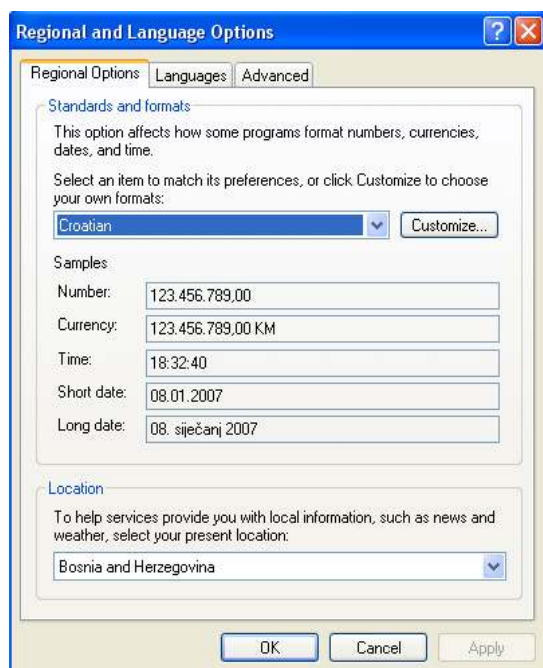 Regional and Language Options
Regional Options Languages Advanced
Standards and formats
This option affects how some programs format numbers, currencies,
dates, and time.
Select an item to match its preferences, or click Customize to choose
your own formats:
Croatian Customize...
Samples
Number: 123.456.789,00
Currency: 123.456.789,00 KM
Time: 18:32:40
Short date: 08.01.2007
Long date: 08. siječanj 2007
Location
To help services provide you with local information, such as news and
weather, select your present location:
Bosnia and Herzegovina
OK Cancel Apply